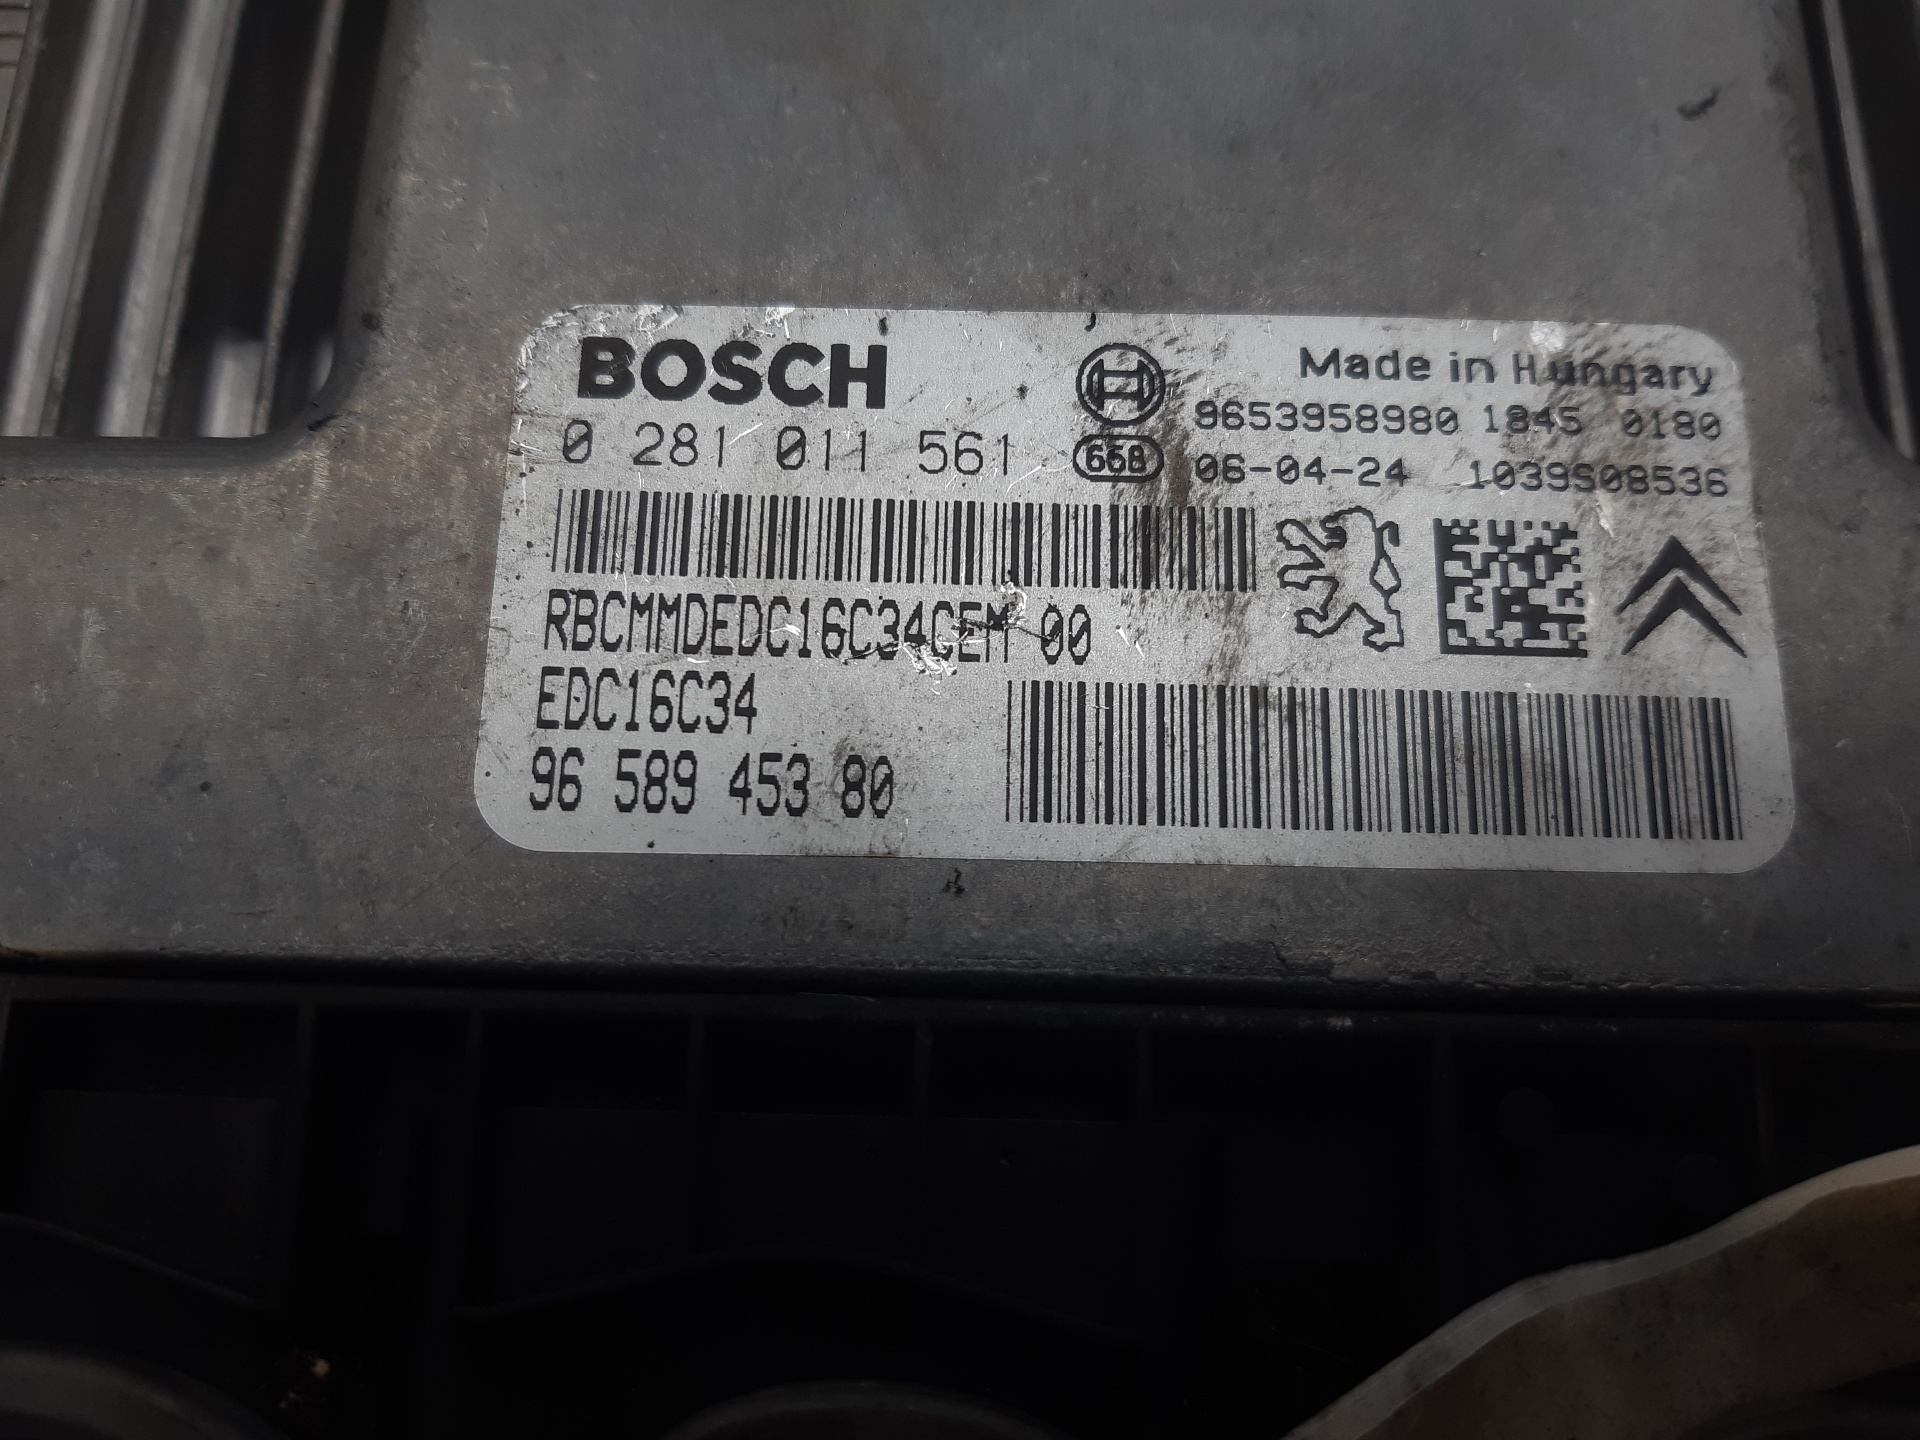 BOSCH
Made in Hungary
9653958980 1845 0180
0 281 011 561
668
06-04-24 1039S08536
RBCMMDEDC16C34CEM 00
EDC16C34
96 589 453 80